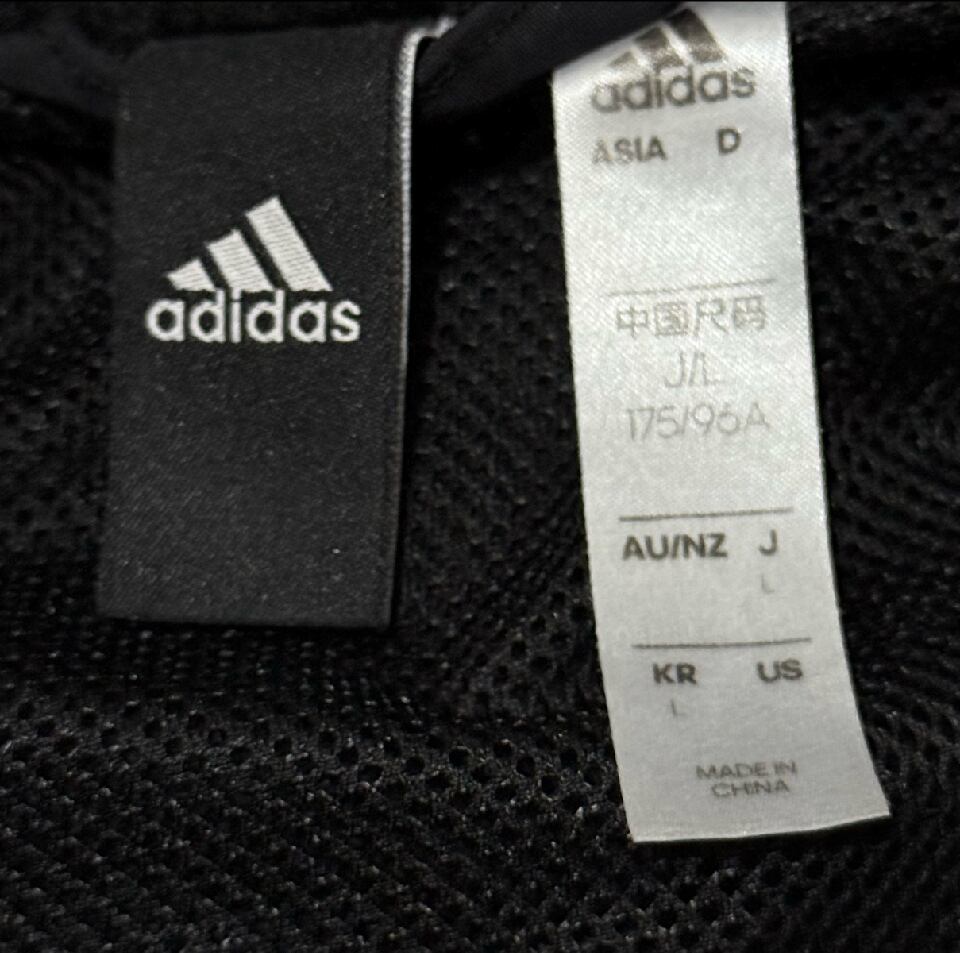 adidas
adidas
ASIA D
中国尺码
J/L
175/96A
AU/NZ J
L
KR US
L
MADE IN
CHINA